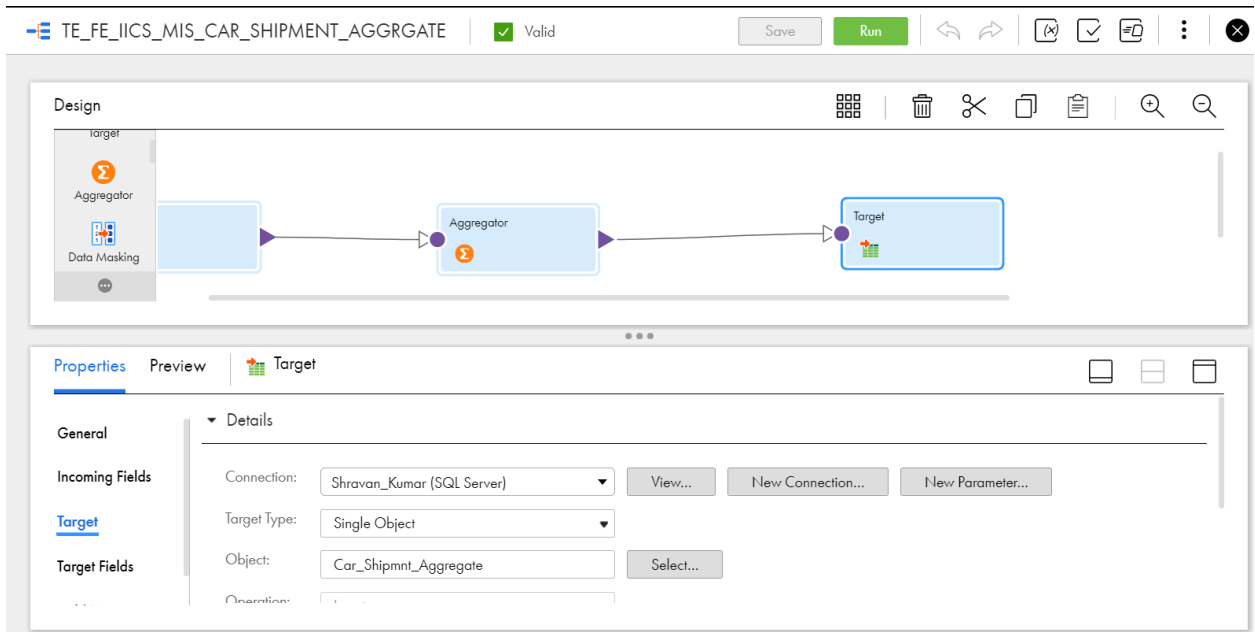 TE_FE_IICS_MIS_CAR_SHIPMENT_AGGRGATE
Valid
Save
Run
Design
Target
Aggregator
Data Masking
Aggregator
Target
Properties
Preview
Target
General
Incoming Fields
Target
Target Fields
Details
Connection:
Shravan_Kumar (SQL Server)
View...
New Connection...
New Parameter...
Target Type:
Single Object
Object:
Car_Shipmnt_Aggregate
Select...
Operation: